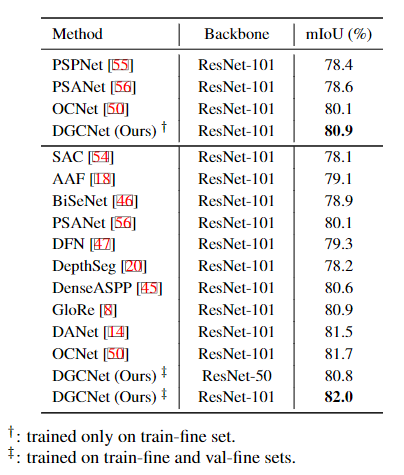 Method Backbone mIoU (%)
PSPNet [55] ResNet-101 78.4
PSANet [56] ResNet-101 78.6
OCNet [50] ResNet-101 80.1
DGCNet (Ours) † ResNet-101 80.9
SAC [54] ResNet-101 78.1
AAF [18] ResNet-101 79.1
BiSeNet [46] ResNet-101 78.9
PSANet [56] ResNet-101 80.1
DFN [47] ResNet-101 79.3
DepthSeg [20] ResNet-101 78.2
DenseASPP [45] ResNet-101 80.6
GloRe [8] ResNet-101 80.9
DANet [14] ResNet-101 81.5
OCNet [50] ResNet-101 81.7
DGCNet (Ours) ‡ ResNet-50 80.8
DGCNet (Ours) ‡ ResNet-101 82.0
†: trained only on train-fine set.
‡: trained on train-fine and val-fine sets.